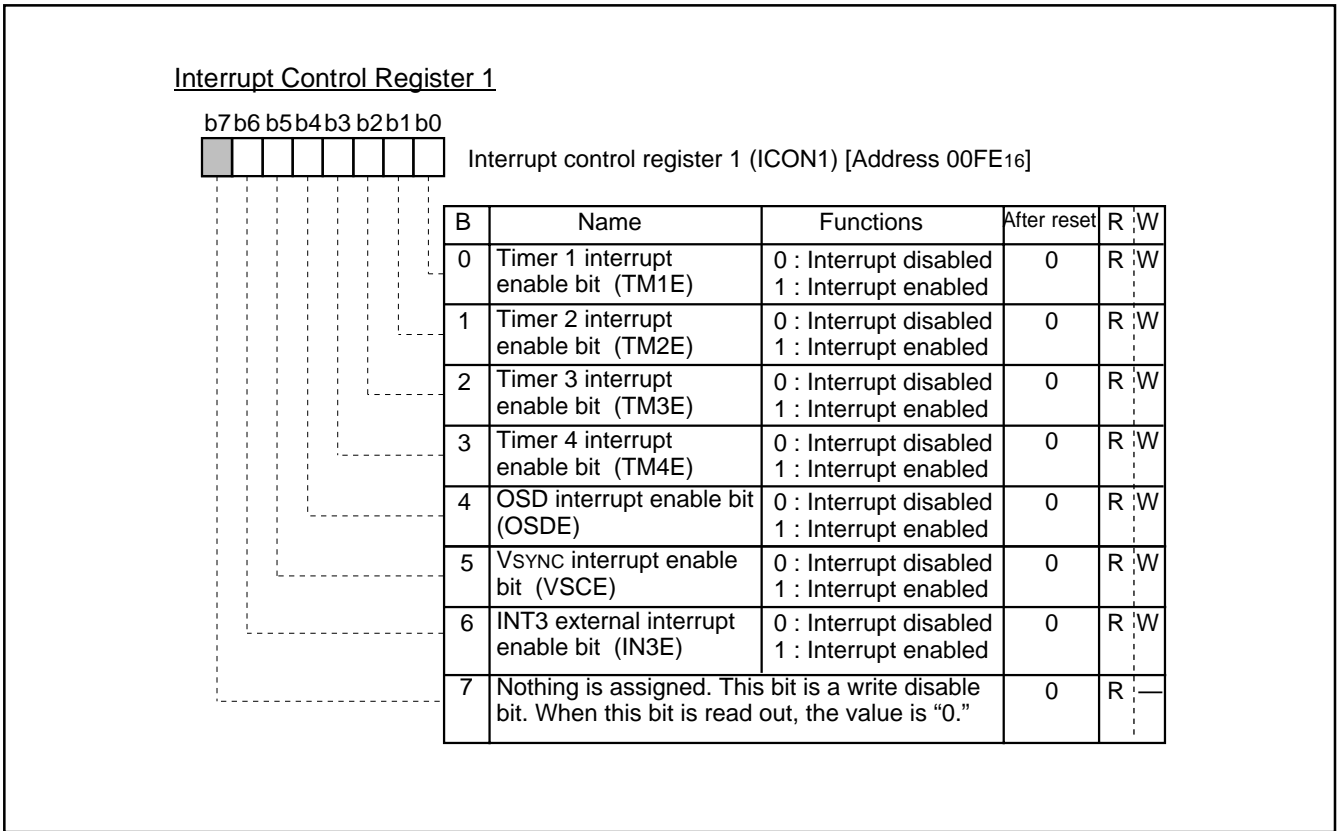 Interrupt Control Register 1
b7 b6 b5 b4 b3 b2 b1 b0
Interrupt control register 1 (ICON1) [Address 00FE16]
B Name Functions After reset R W
0 Timer 1 interrupt enable bit (TM1E) 0 : Interrupt disabled 0 R W
1 : Interrupt enabled
1 Timer 2 interrupt enable bit (TM2E) 0 : Interrupt disabled 0 R W
1 : Interrupt enabled
2 Timer 3 interrupt enable bit (TM3E) 0 : Interrupt disabled 0 R W
1 : Interrupt enabled
3 Timer 4 interrupt enable bit (TM4E) 0 : Interrupt disabled 0 R W
1 : Interrupt enabled
4 OSD interrupt enable bit (OSDE) 0 : Interrupt disabled 0 R W
1 : Interrupt enabled
5 VSYNC interrupt enable bit (VSCE) 0 : Interrupt disabled 0 R W
1 : Interrupt enabled
6 INT3 external interrupt enable bit (IN3E) 0 : Interrupt disabled 0 R W
1 : Interrupt enabled
7 Nothing is assigned. This bit is a write disable 0 R —
bit. When this bit is read out, the value is “0.”